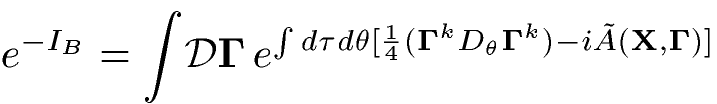 $e^{-I_B} = \int \mathcal{D}\mathbf{\Gamma}\, e^{\int d\tau d\theta [\frac{1}{4}(\mathbf{\Gamma}^k D_\theta \mathbf{\Gamma}^k) - i\tilde{A}(\mathbf{X},\mathbf{\Gamma})]}$